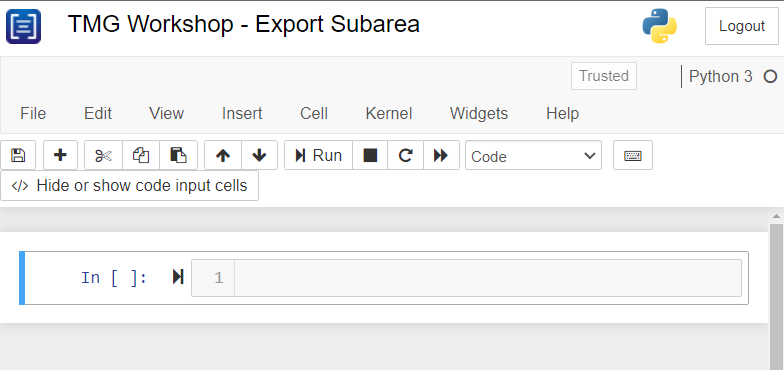 TMG Workshop - Export Subarea
Logout
Trusted
Python 3
File Edit View Insert Cell Kernel Widgets Help
Run
Code
</> Hide or show code input cells
In [ ]:
1